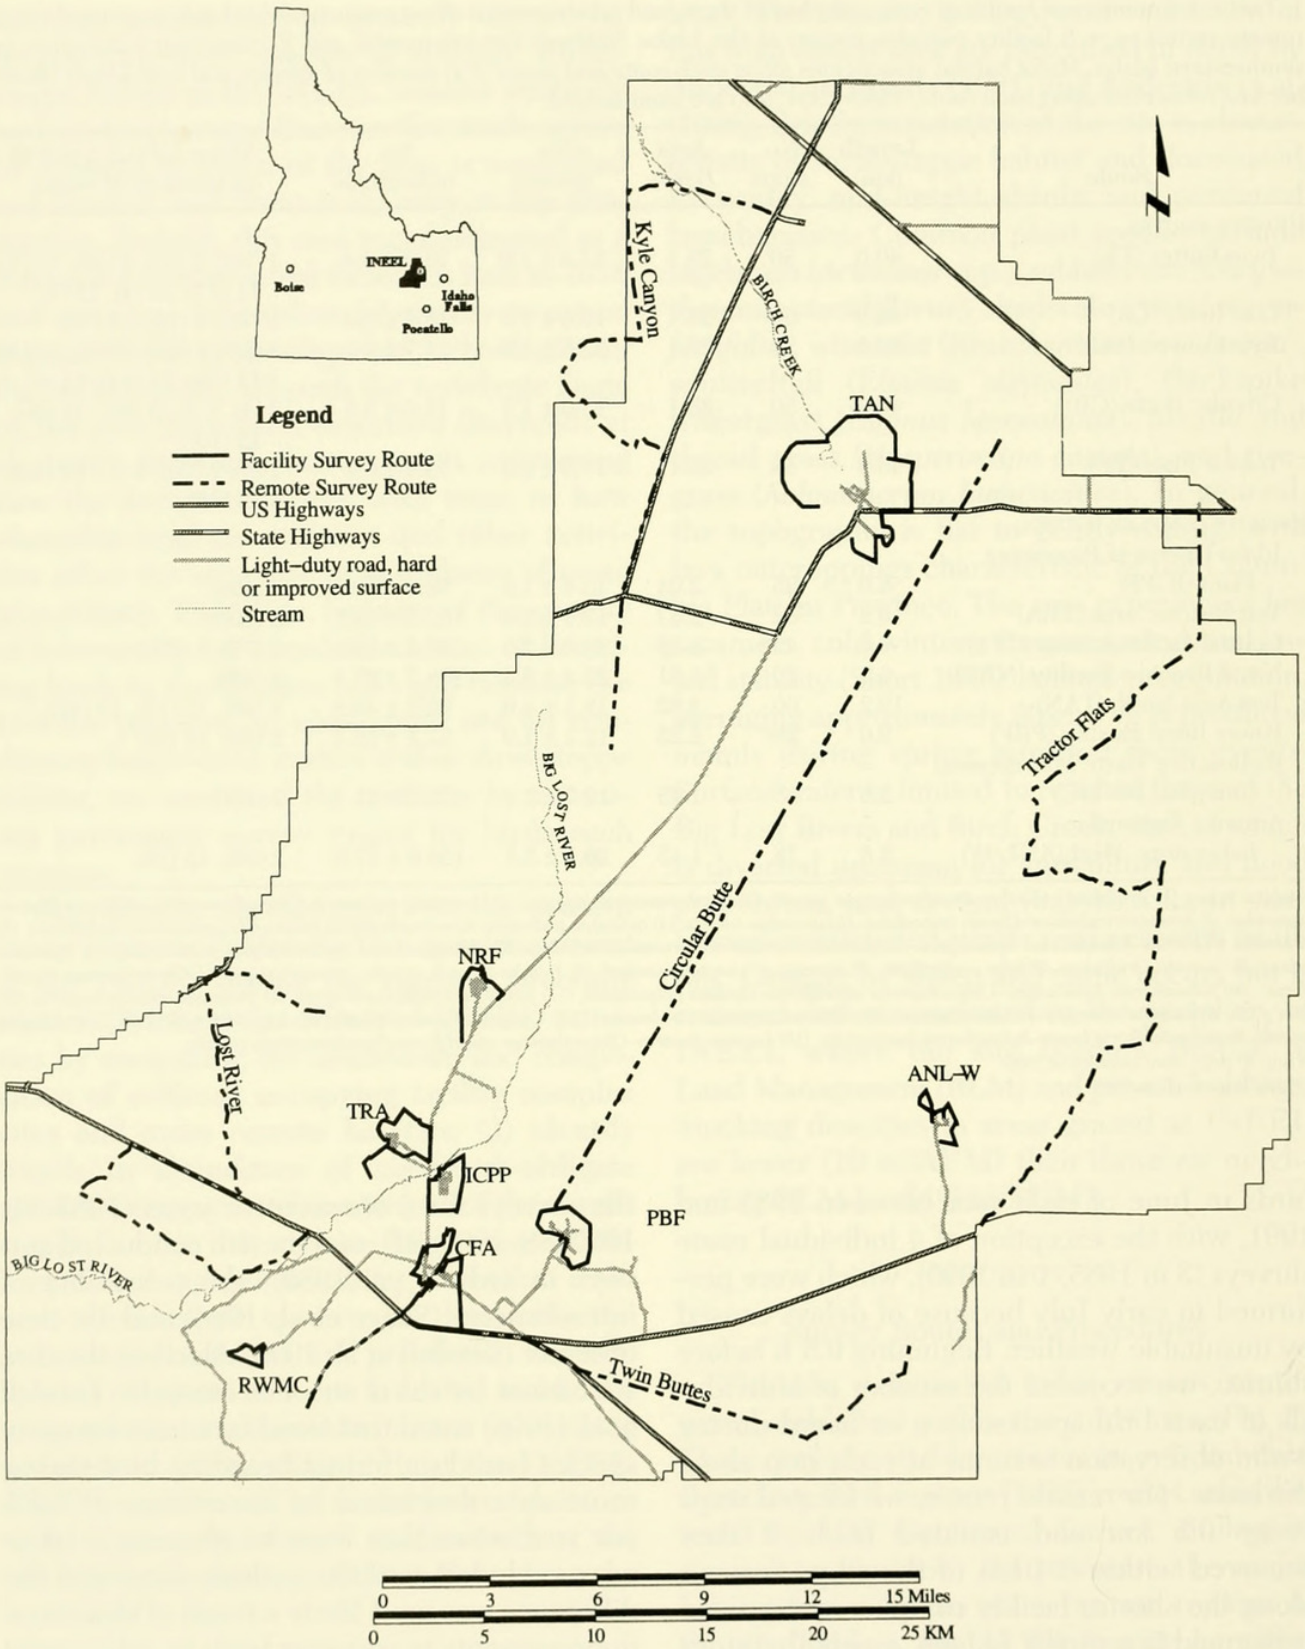 INEEL
Boise
Idaho
Falls
Pocatello
Kyle Canyon
BIRCH CREEK
TAN
Legend
Facility Survey Route
Remote Survey Route
US Highways
State Highways
Light–duty road, hard
or improved surface
Stream
N
Tractor Flats
BIG LOST RIVER
Circular Butte
NRF
Lost River
ANL–W
TRA
ICPP
PBF
CFA
BIG LOST RIVER
RWMC
Twin Buttes
0 3 6 9 12 15 Miles
0 5 10 15 20 25 KM